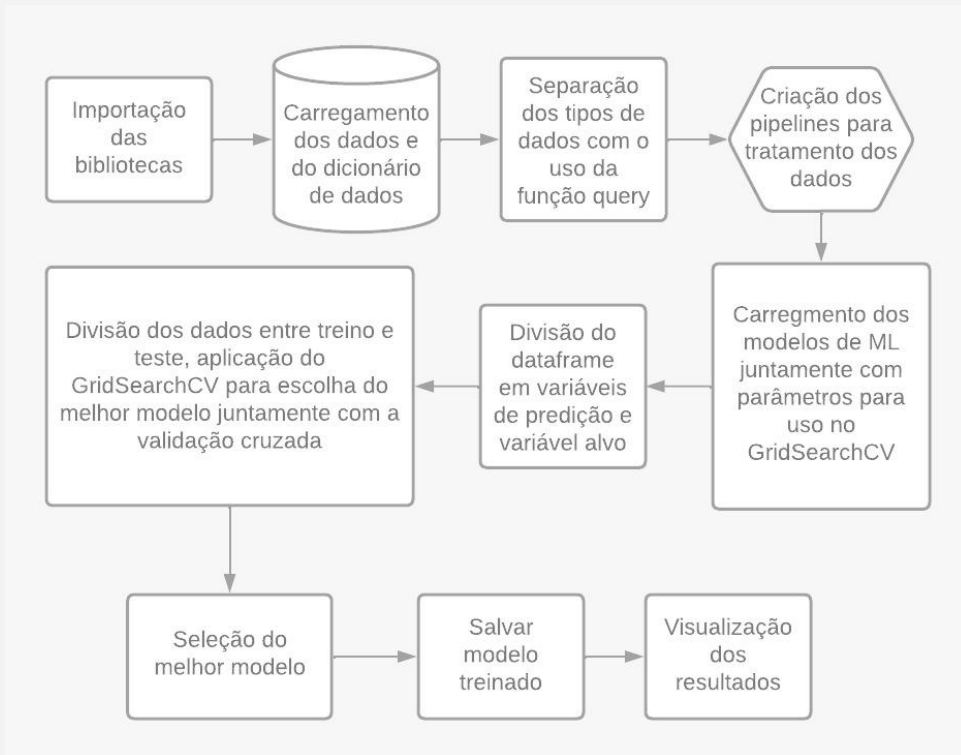 Importação
das
bibliotecas
Carregamento
dos dados e
do dicionário
de dados
Separação
dos tipos de
dados com o
uso da
função query
Criação dos
pipelines para
tratamento dos
dados
Carregmento dos
modelos de ML
juntamente com
parâmetros para
uso no
GridSearchCV
Divisão do
dataframe
em variáveis
de predição e
variável alvo
Divisão dos dados entre treino e
teste, aplicação do
GridSearchCV para escolha do
melhor modelo juntamente com a
validação cruzada
Seleção do
melhor modelo
Salvar
modelo
treinado
Visualização
dos
resultados